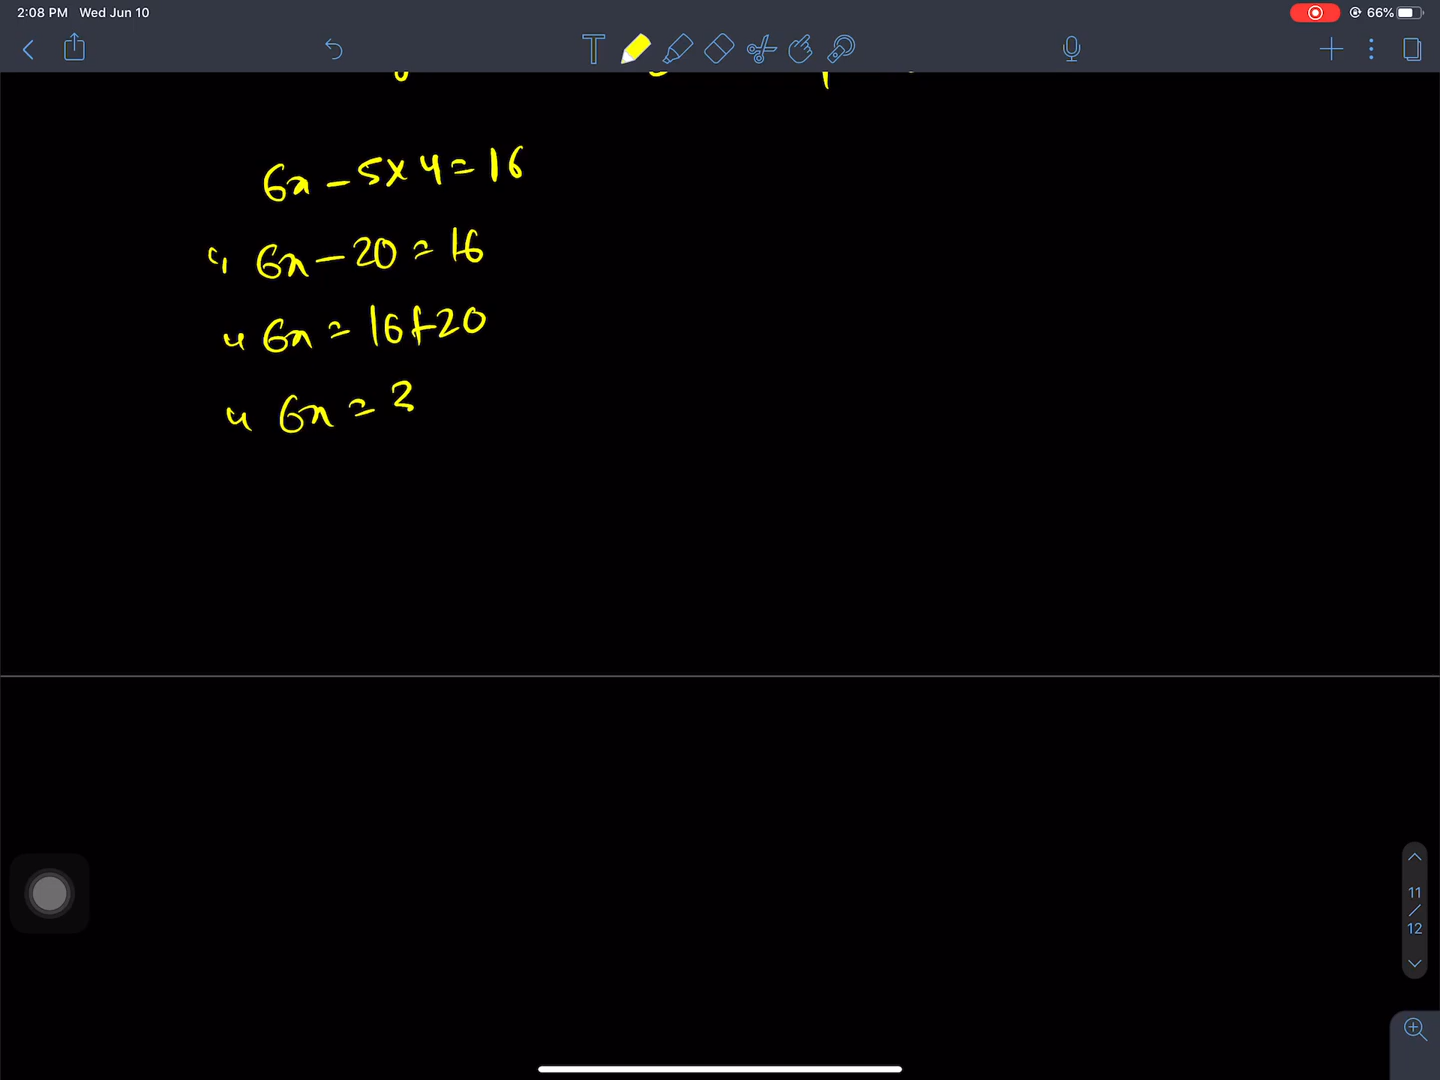 2:08 PM Wed Jun 10 66%
6x - 5 x 4 = 16
6x - 20 = 16
6x = 16 + 20
6x = 3
11
/
12